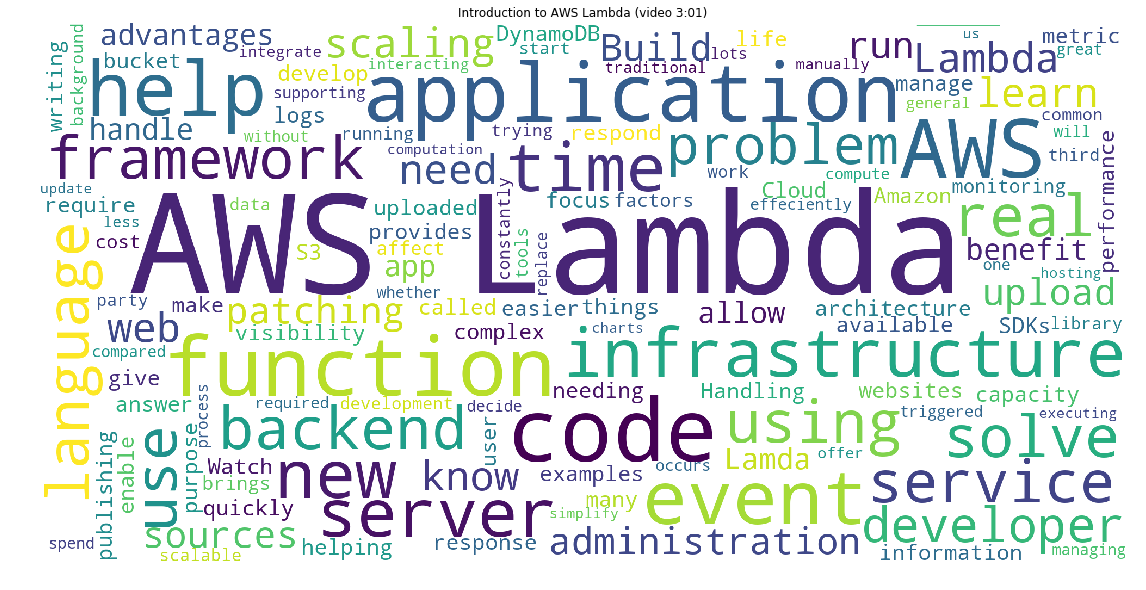 Introduction to AWS Lambda (video 3:01)
advantages
scaling
DynamoDB
Build
life
run
us
metric
writing
background
bucket
integrate
start
lots
Lambda
great
help
develop
interacting
application
traditional
manually
manage
learn
supporting
general
handle
logs
common
framework
without
running
trying
respond
problem
AWS
will
computation
need
time
work
compute
third
performance
update
require
data
uploaded
constantly
focus
factors
Cloud
effeciently
Amazon
monitoring
real
less
cost
AWS Lambda
provides
benefit
language
S3
affect
tools
replace
app
one
hosting
whether
upload
party
make
patching
called
easier
things
allow
architecture
web
visibility
complex
charts
available
SDKs
library
compared
function
infrastructure
give
needing
Handling
websites
capacity
answer
process
required
development
decide
code
using
triggered
executing
use
purpose
backend
user
solve
publishing
enable
Watch
brings
new
know
examples
occurs
Lamda
offer
service
quickly
server
many
event
simplify
developer
spend
sources
scalable
helping
response
administration
information
managing